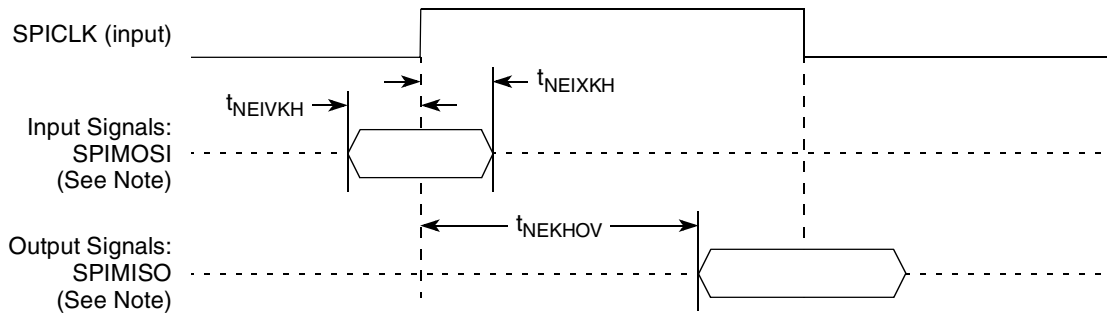 SPICLK (input)
tNEIXKH
tNEIVKH
Input Signals:
SPIMOSI
(See Note)
tNEKHOV
Output Signals:
SPIMISO
(See Note)